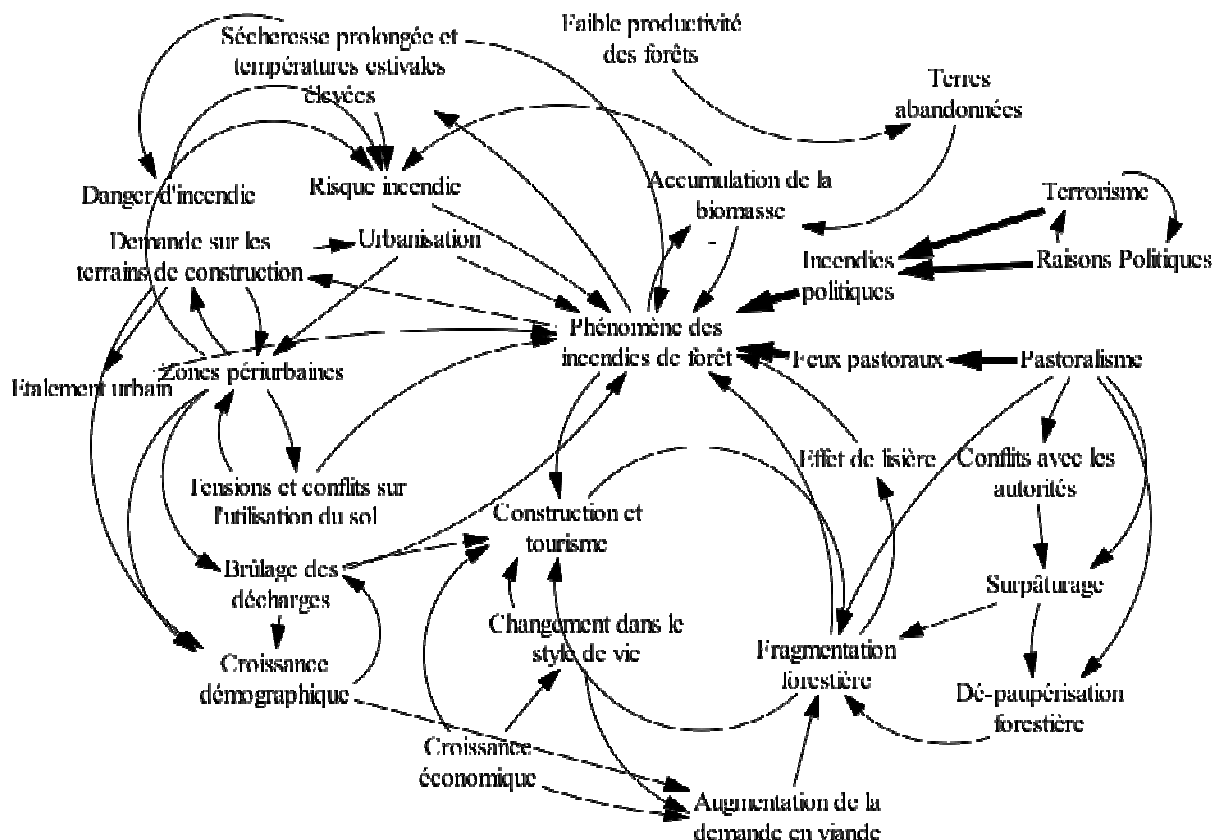 Sécheresse prolongée et
températures estivales
élevées
Faible productivité
des forêts
Terres
abandonnées
Danger d'incendie
Risque incendie
Accumulation de la
biomasse
Terrorisme
Demande sur les
terrains de construction
Urbanisation
Incendies
politiques
Raisons Politiques
Phénomène des
incendies de forêt
Feux pastoraux
Pastoralisme
Etalement urbain
Zones périurbaines
Effet de lisière
Conflits avec les
autorités
Tensions et conflits sur
l'utilisation du sol
Construction et
tourisme
Brûlage des
décharges
Surpâturage
Changement dans le
style de vie
Fragmentation
forestière
Croissance
démographique
Dé-paupérisation
forestière
Croissance
économique
Augmentation de la
demande en viande